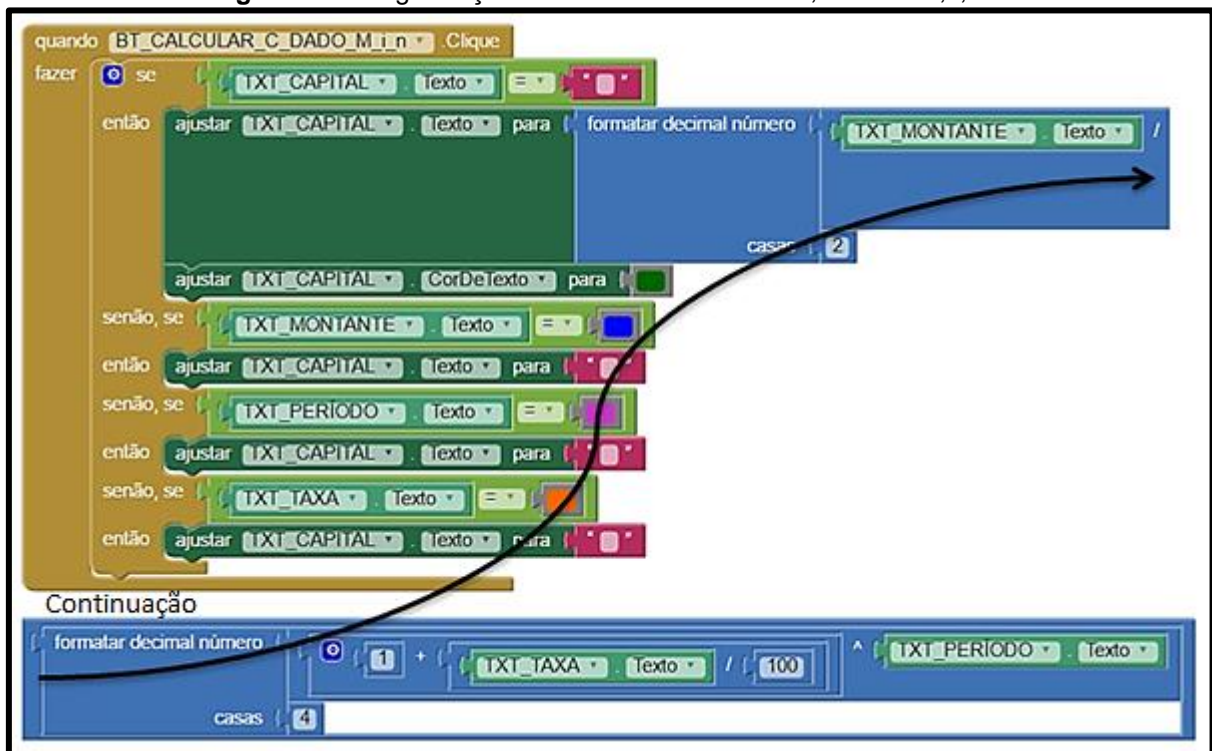 quando BT_CALCULAR_C_DADO_M_i_n .Clique
fazer se TXT_CAPITAL . Texto = " "
então ajustar TXT_CAPITAL . Texto para formatar decimal número TXT_MONTANTE . Texto /
casas 2
ajustar TXT_CAPITAL . CorDeTexto para
senão, se TXT_MONTANTE . Texto =
então ajustar TXT_CAPITAL . Texto para " "
senão, se TXT_PERÍODO . Texto =
então ajustar TXT_CAPITAL . Texto para " "
senão, se TXT_TAXA . Texto =
então ajustar TXT_CAPITAL . Texto para " "
Continuação
formatar decimal número 1 + TXT_TAXA . Texto / 100 ^ TXT_PERÍODO . Texto
casas 4